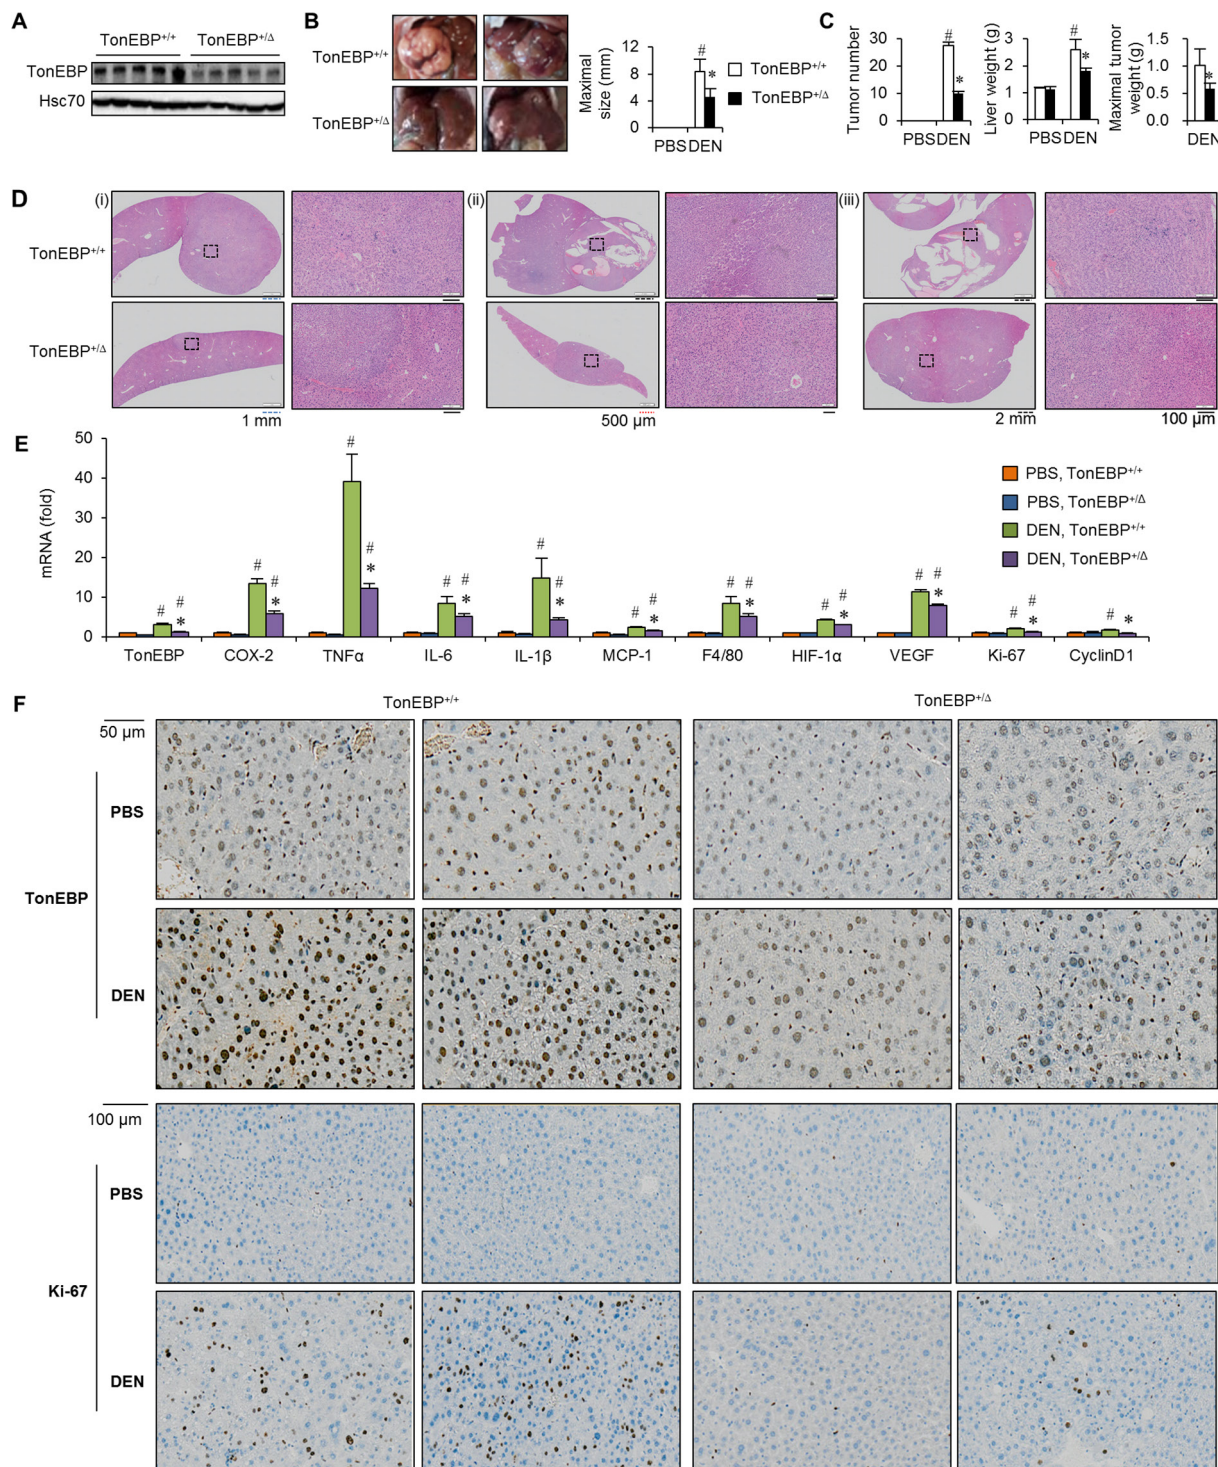 A
TonEBP+/+ TonEBP+/Δ
TonEBP
Hsc70
B
TonEBP+/+
TonEBP+/Δ
Maximal
size (mm)
12
8
4
0
#
*
PBS DEN
TonEBP+/+
TonEBP+/Δ
C
Tumor number
30
20
10
0
#
*
PBS DEN
Liver weight (g)
3
2
1
0
#
*
PBS DEN
Maximal tumor
weight (g)
1.5
1.0
0.5
0.0
*
DEN
D
(i) (ii) (iii)
TonEBP+/+
TonEBP+/Δ
1 mm 500 µm 2 mm 100 µm
E
mRNA (fold)
50
40
30
20
10
0
# # # # # # # # # # #
# # # # # # # # # #
* * * * * * * * * * *
TonEBP COX-2 TNFα IL-6 IL-1β MCP-1 F4/80 HIF-1α VEGF Ki-67 CyclinD1
PBS, TonEBP+/+
PBS, TonEBP+/Δ
DEN, TonEBP+/+
DEN, TonEBP+/Δ
F
TonEBP+/+ TonEBP+/Δ
50 µm
PBS
TonEBP
DEN
100 µm
PBS
Ki-67
DEN